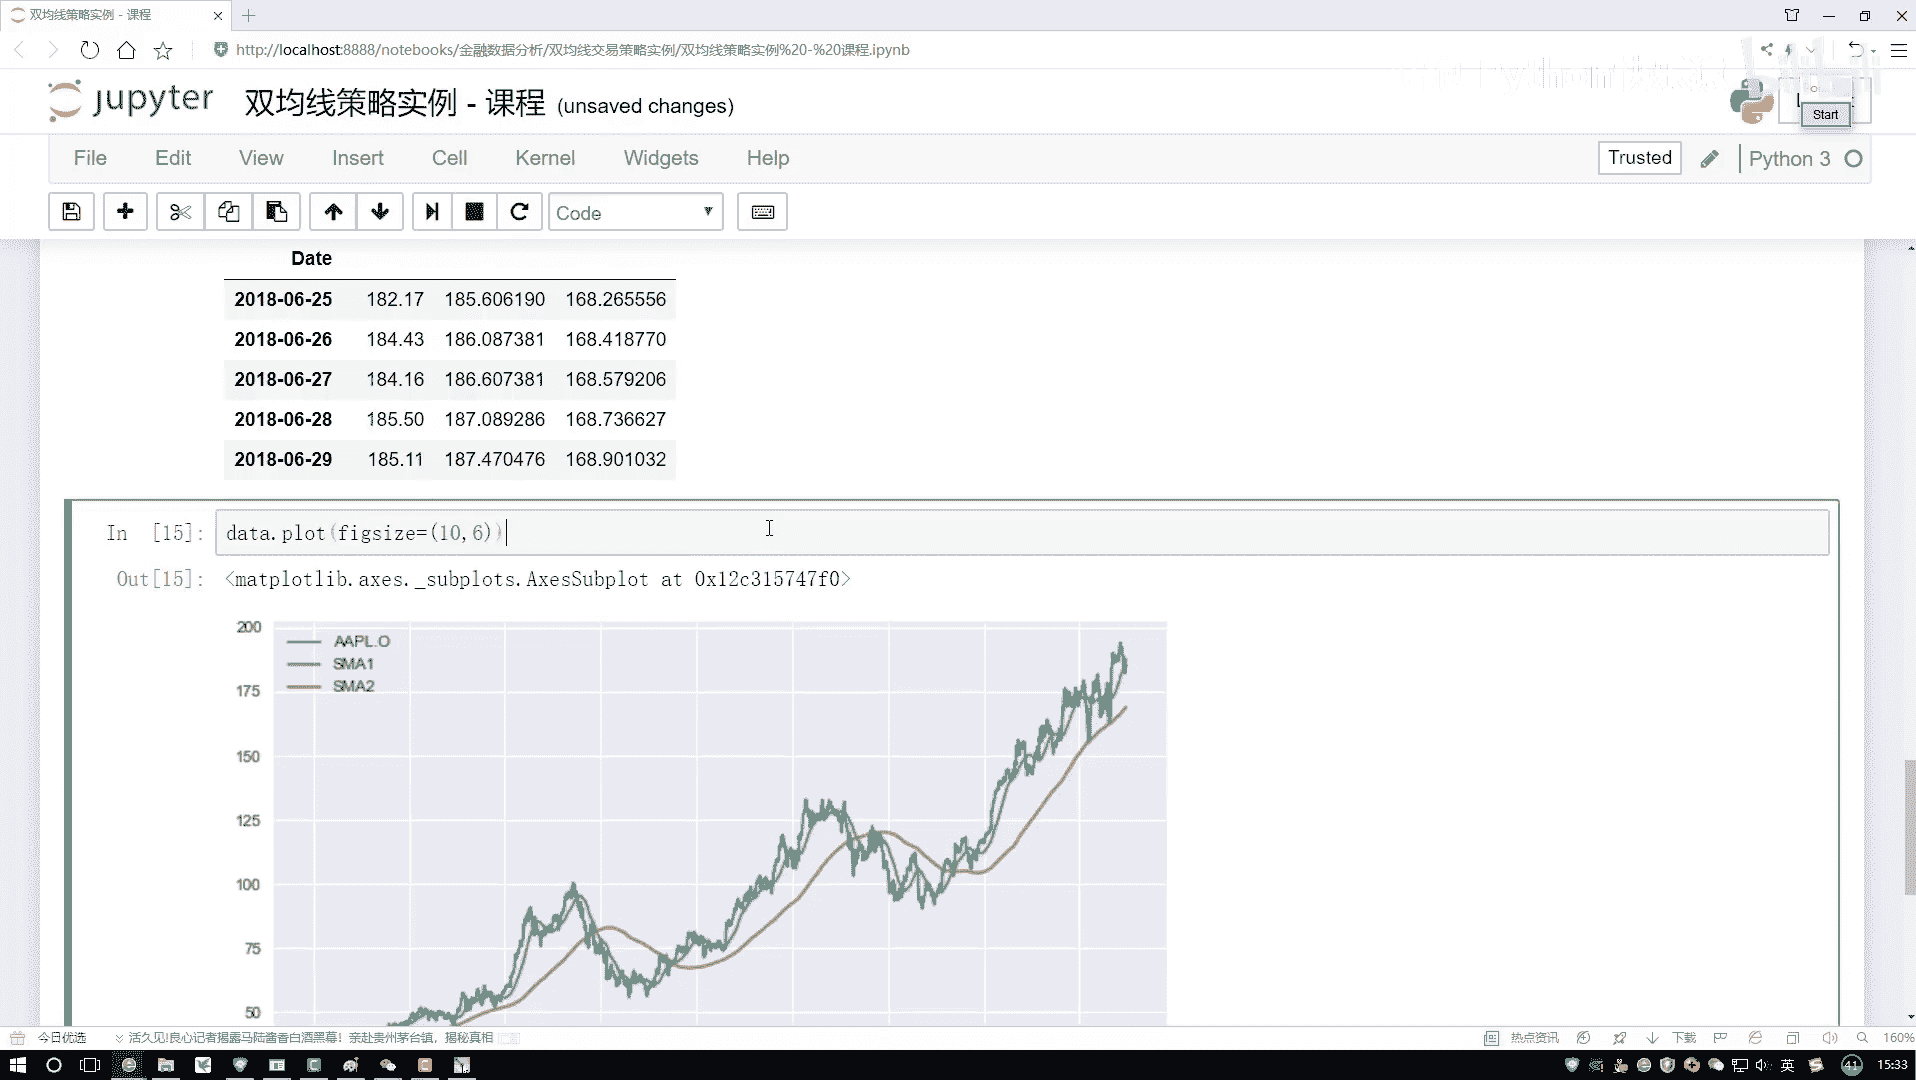 双均线策略实例 - 课程
http://localhost:8888/notebooks/金融数据分析/双均线交易策略实例/双均线策略实例%20-%20课程.ipynb
jupyter 双均线策略实例 - 课程 (unsaved changes)
Start
File Edit View Insert Cell Kernel Widgets Help
Trusted Python 3
Code
Date
2018-06-25 182.17 185.606190 168.265556
2018-06-26 184.43 186.087381 168.418770
2018-06-27 184.16 186.607381 168.579206
2018-06-28 185.50 187.089286 168.736627
2018-06-29 185.11 187.470476 168.901032
In [15]: data.plot(figsize=(10,6))
Out[15]: <matplotlib.axes._subplots.AxesSubplot at 0x12c315747f0>
200
AAPL.O
SMA1
SMA2
175
150
125
100
75
50
今日优选 活久见!良心记者揭露马陆酱香白酒黑幕! 亲赴贵州茅台镇, 揭秘真相
热点资讯 下载 160%
英 41 15:33